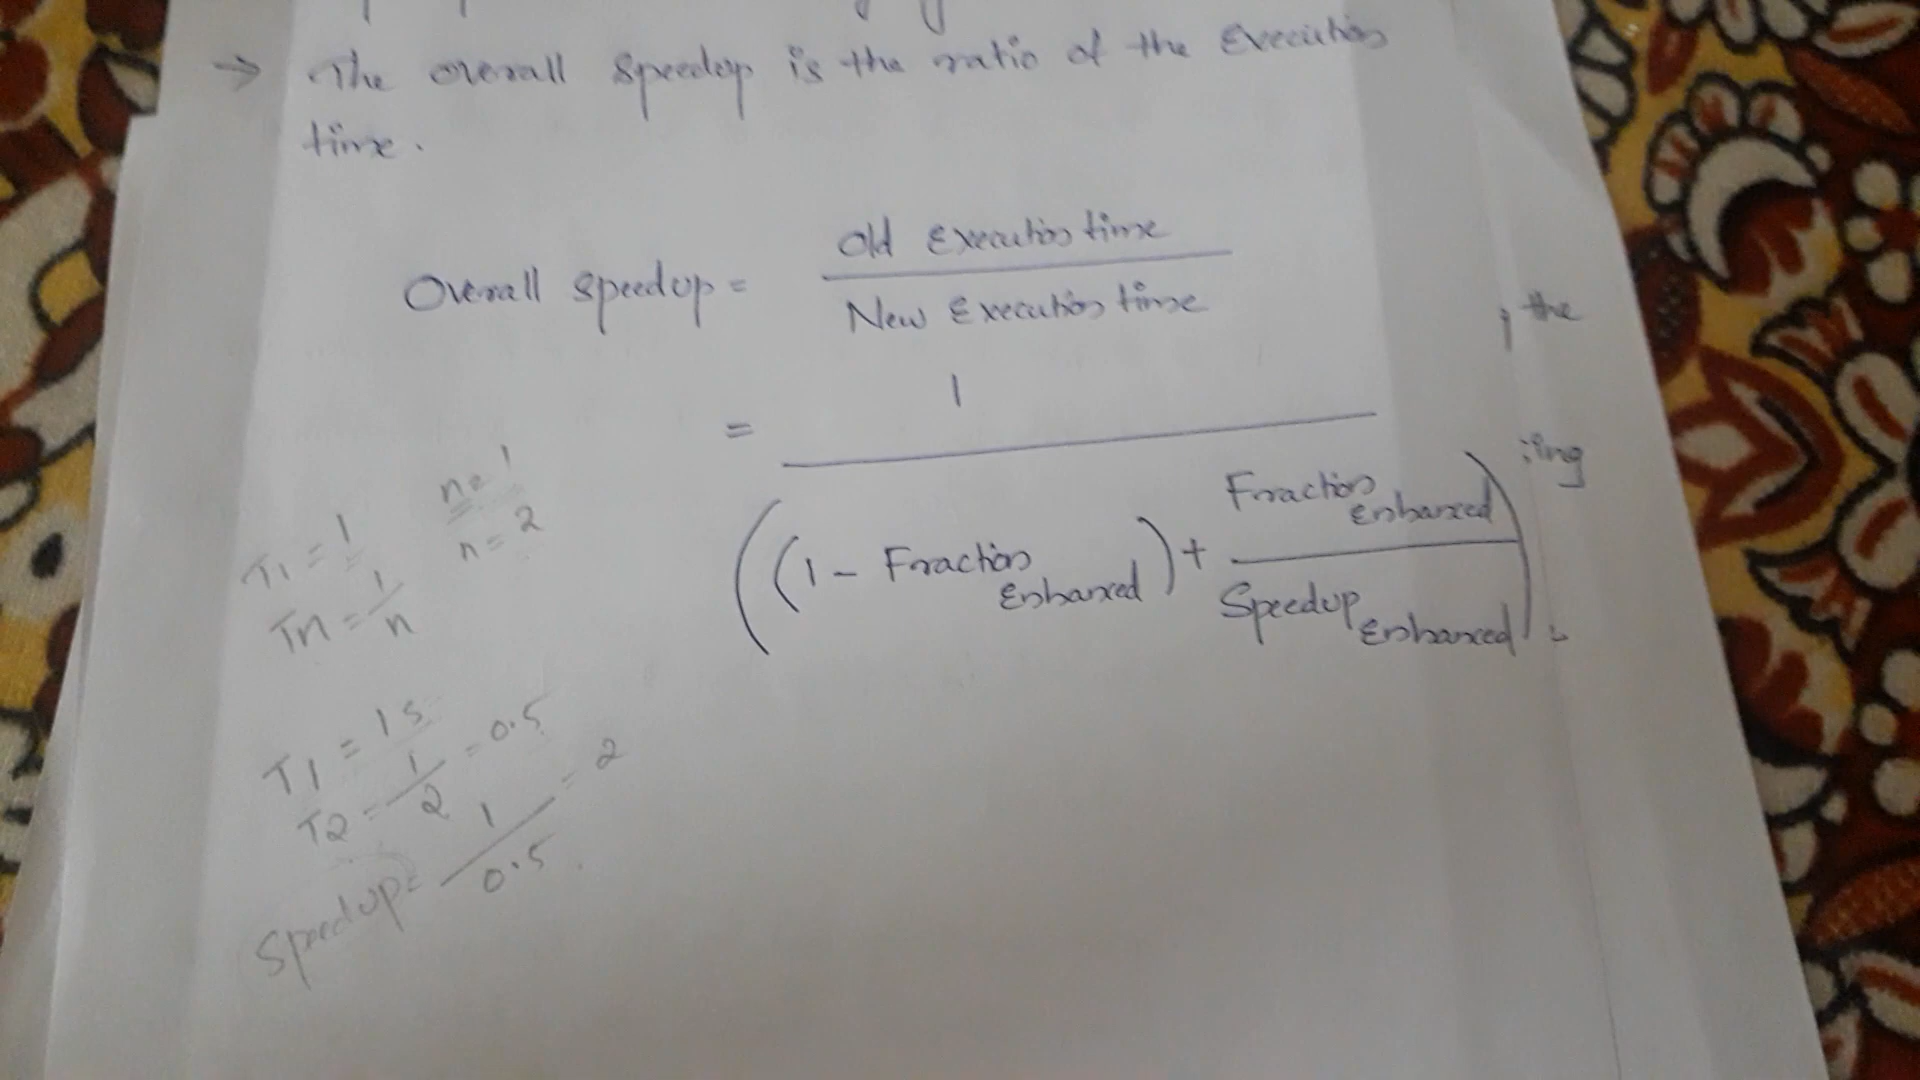 → The overall speedup is the ratio of the Execution
time.
Overall speedup = Old Execution time / New Execution time
= 1 / ((1 - Fraction Enhanced) + Fraction Enhanced / Speedup Enhanced)
, the
ing
T1 = 1
n = 1
Tn = 1/n
n = 2
T1 = 1s
T2 = 1/2 = 0.5
Speedup = 1/0.5 = 2